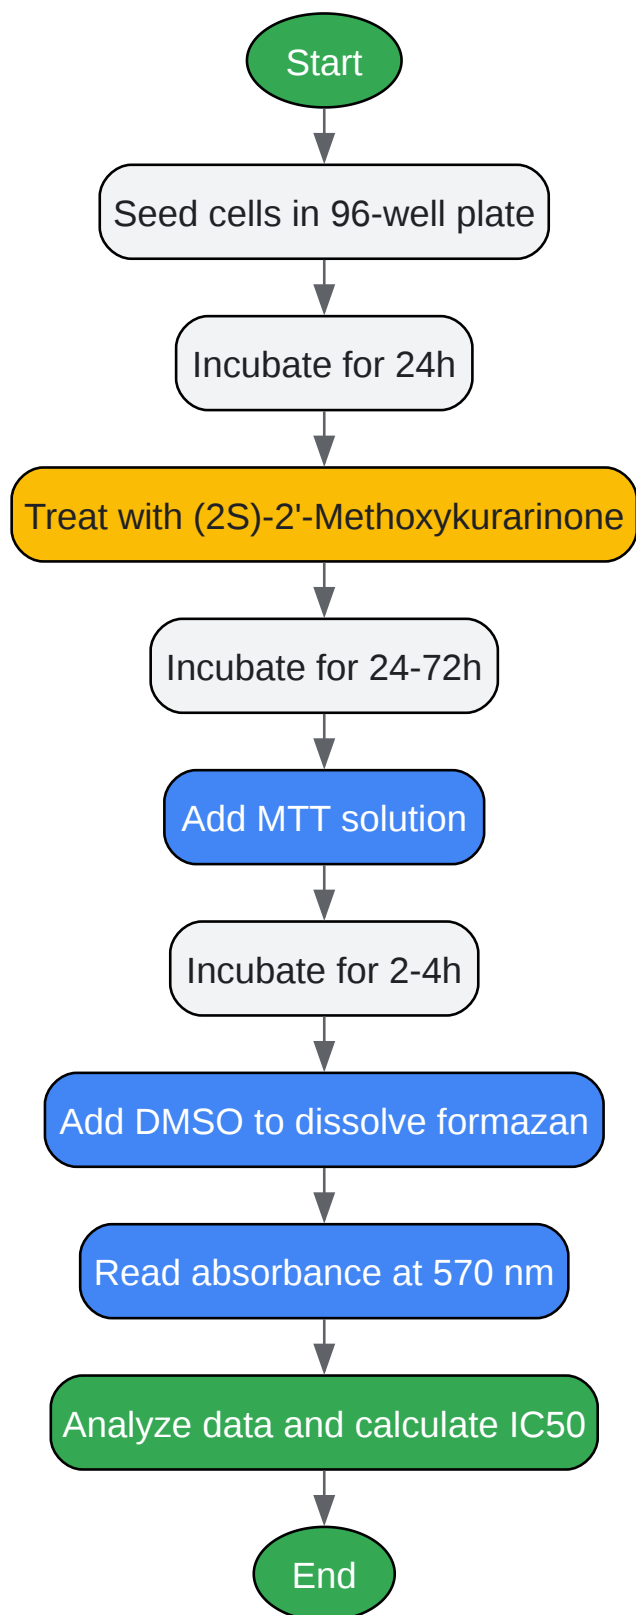 Start
Seed cells in 96-well plate
Incubate for 24h
Treat with (2S)-2'-Methoxykurarinone
Incubate for 24-72h
Add MTT solution
Incubate for 2-4h
Add DMSO to dissolve formazan
Read absorbance at 570 nm
Analyze data and calculate IC50
End